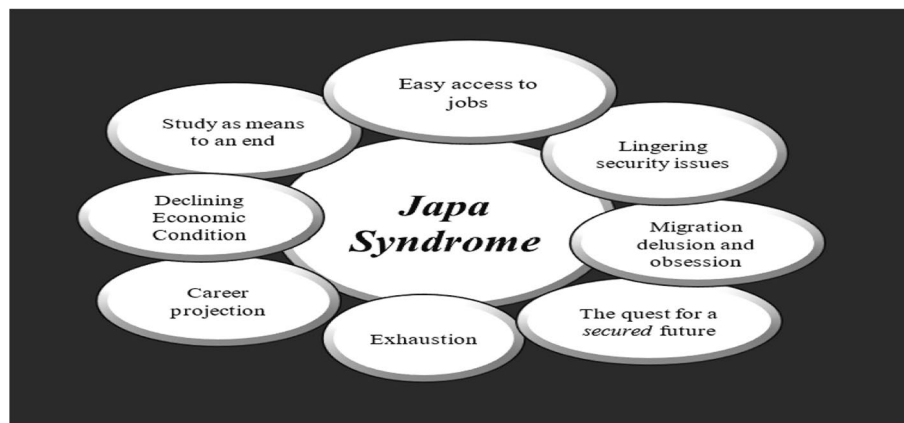 Easy access to
jobs
Study as means
to an end
Lingering
security issues
Declining
Economic
Condition
Japa
Syndrome
Migration
delusion and
obsession
Career
projection
Exhaustion
The quest for a
secured future